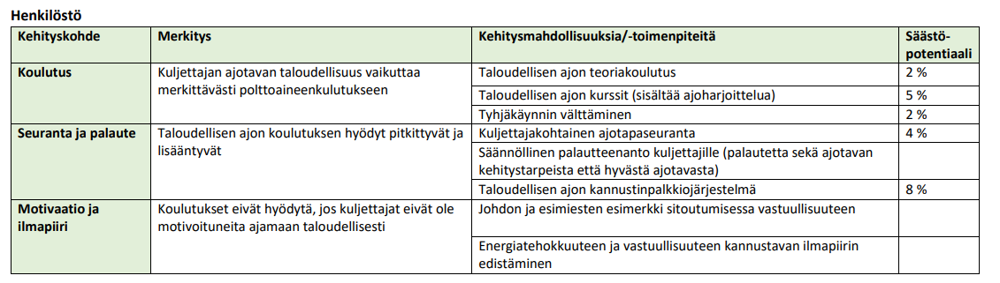 Henkilöstö
Kehityskohde Merkitys Kehitysmahdollisuuksia/-toimenpiteitä Säästö-
potentiaali
Koulutus Kuljettajan ajotavan taloudellisuus vaikuttaa
merkittävästi polttoaineenkulutukseen
Taloudellisen ajon teoriakoulutus 2 %
Taloudellisen ajon kurssit (sisältää ajoharjoittelua) 5 %
Tyhjäkäynnin välttäminen 2 %
Seuranta ja palaute Taloudellisen ajon koulutuksen hyödyt pitkittyvät ja
lisääntyvät
Kuljettajakohtainen ajotapaseuranta 4 %
Säännöllinen palautteenanto kuljettajille (palautetta sekä ajotavan
kehitystarpeista että hyvästä ajotavasta)
Taloudellisen ajon kannustinpalkkiojärjestelmä 8 %
Motivaatio ja
ilmapiiri
Koulutukset eivät hyödytä, jos kuljettajat eivät ole
motivoituneita ajamaan taloudellisesti
Johdon ja esimiesten esimerkki sitoutumisessa vastuullisuuteen
Energiatehokkuuteen ja vastuullisuuteen kannustavan ilmapiirin
edistäminen